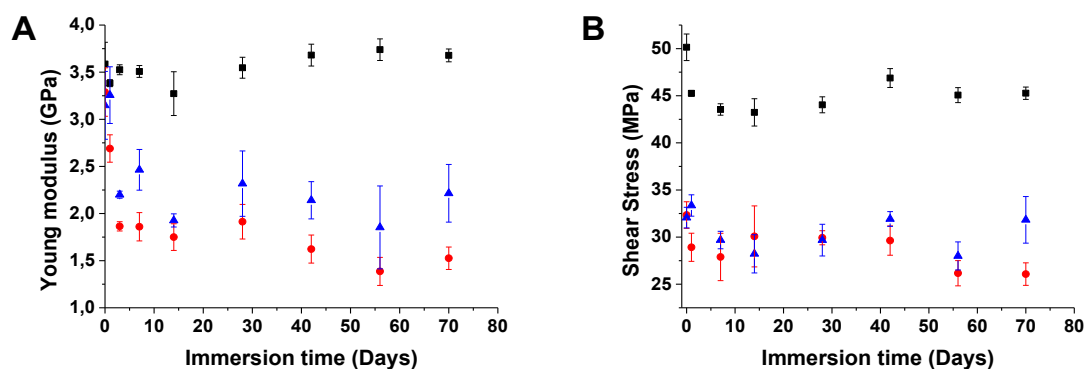 A
Young modulus (GPa)
4,0
3,5
3,0
2,5
2,0
1,5
1,0
0 10 20 30 40 50 60 70 80
Immersion time (Days)
B
Shear Stress (MPa)
50
45
40
35
30
25
0 10 20 30 40 50 60 70 80
Immersion time (Days)